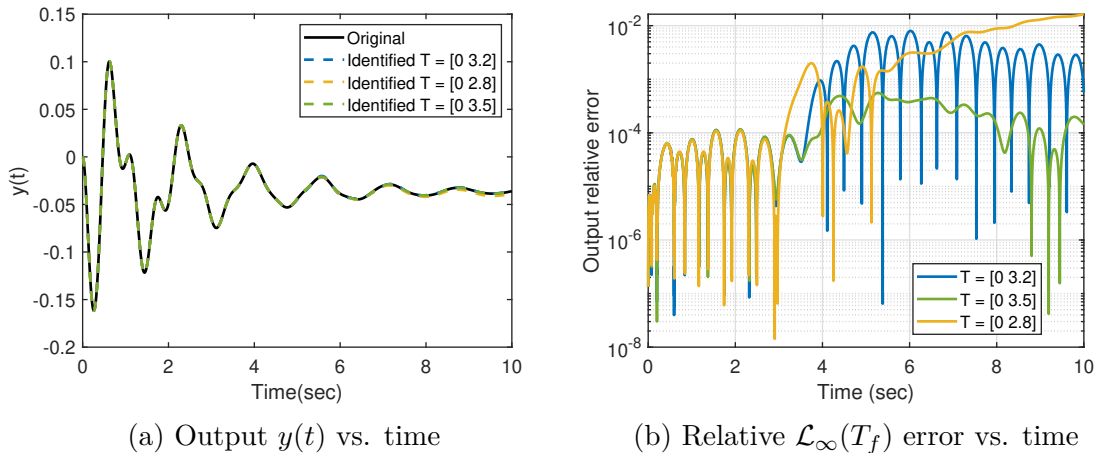 0.15
0.1
0.05
0
-0.05
-0.1
-0.15
-0.2
y(t)
Original
Identified T = [0 3.2]
Identified T = [0 2.8]
Identified T = [0 3.5]
0 2 4 6 8 10
Time(sec)
(a) Output y(t) vs. time
10^-2
10^-4
10^-6
10^-8
Output relative error
T = [0 3.2]
T = [0 3.5]
T = [0 2.8]
0 2 4 6 8 10
Time (sec)
(b) Relative 𝓛∞(T_f) error vs. time